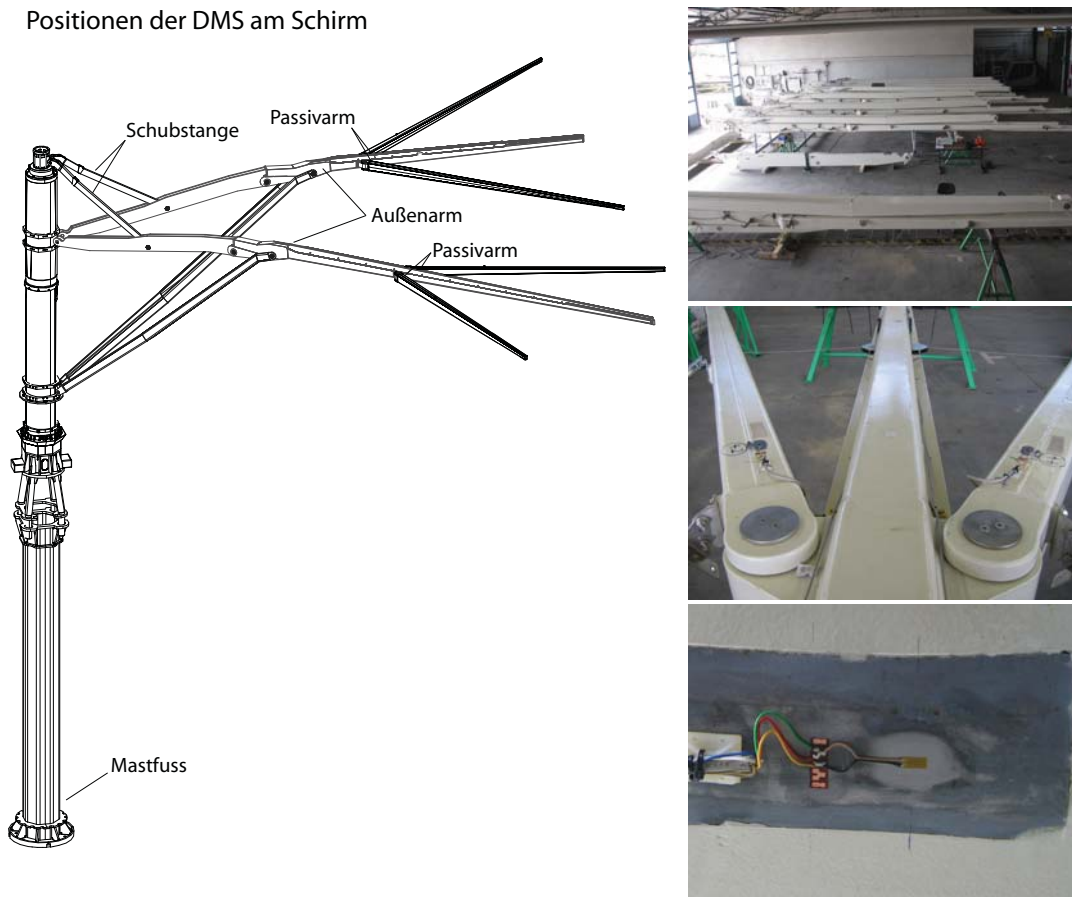 Positionen der DMS am Schirm
Schubstange
Passivarm
Außenarm
Passivarm
Mastfuss